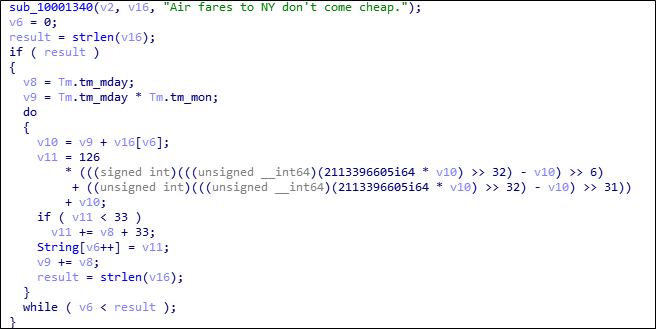 sub_10001340(v2, v16, "Air fares to NY don't come cheap.");
v6 = 0;
result = strlen(v16);
if ( result )
{
v8 = Tm.tm_mday;
v9 = Tm.tm_mday * Tm.tm_mon;
do
{
v10 = v9 + v16[v6];
v11 = 126
* (((signed int)(((unsigned __int64)(2113396605i64 * v10) >> 32) - v10) >> 6)
+ ((unsigned int)(((unsigned __int64)(2113396605i64 * v10) >> 32) - v10) >> 31))
+ v10;
if ( v11 < 33 )
v11 += v8 + 33;
String[v6++] = v11;
v9 += v8;
result = strlen(v16);
}
while ( v6 < result );
}